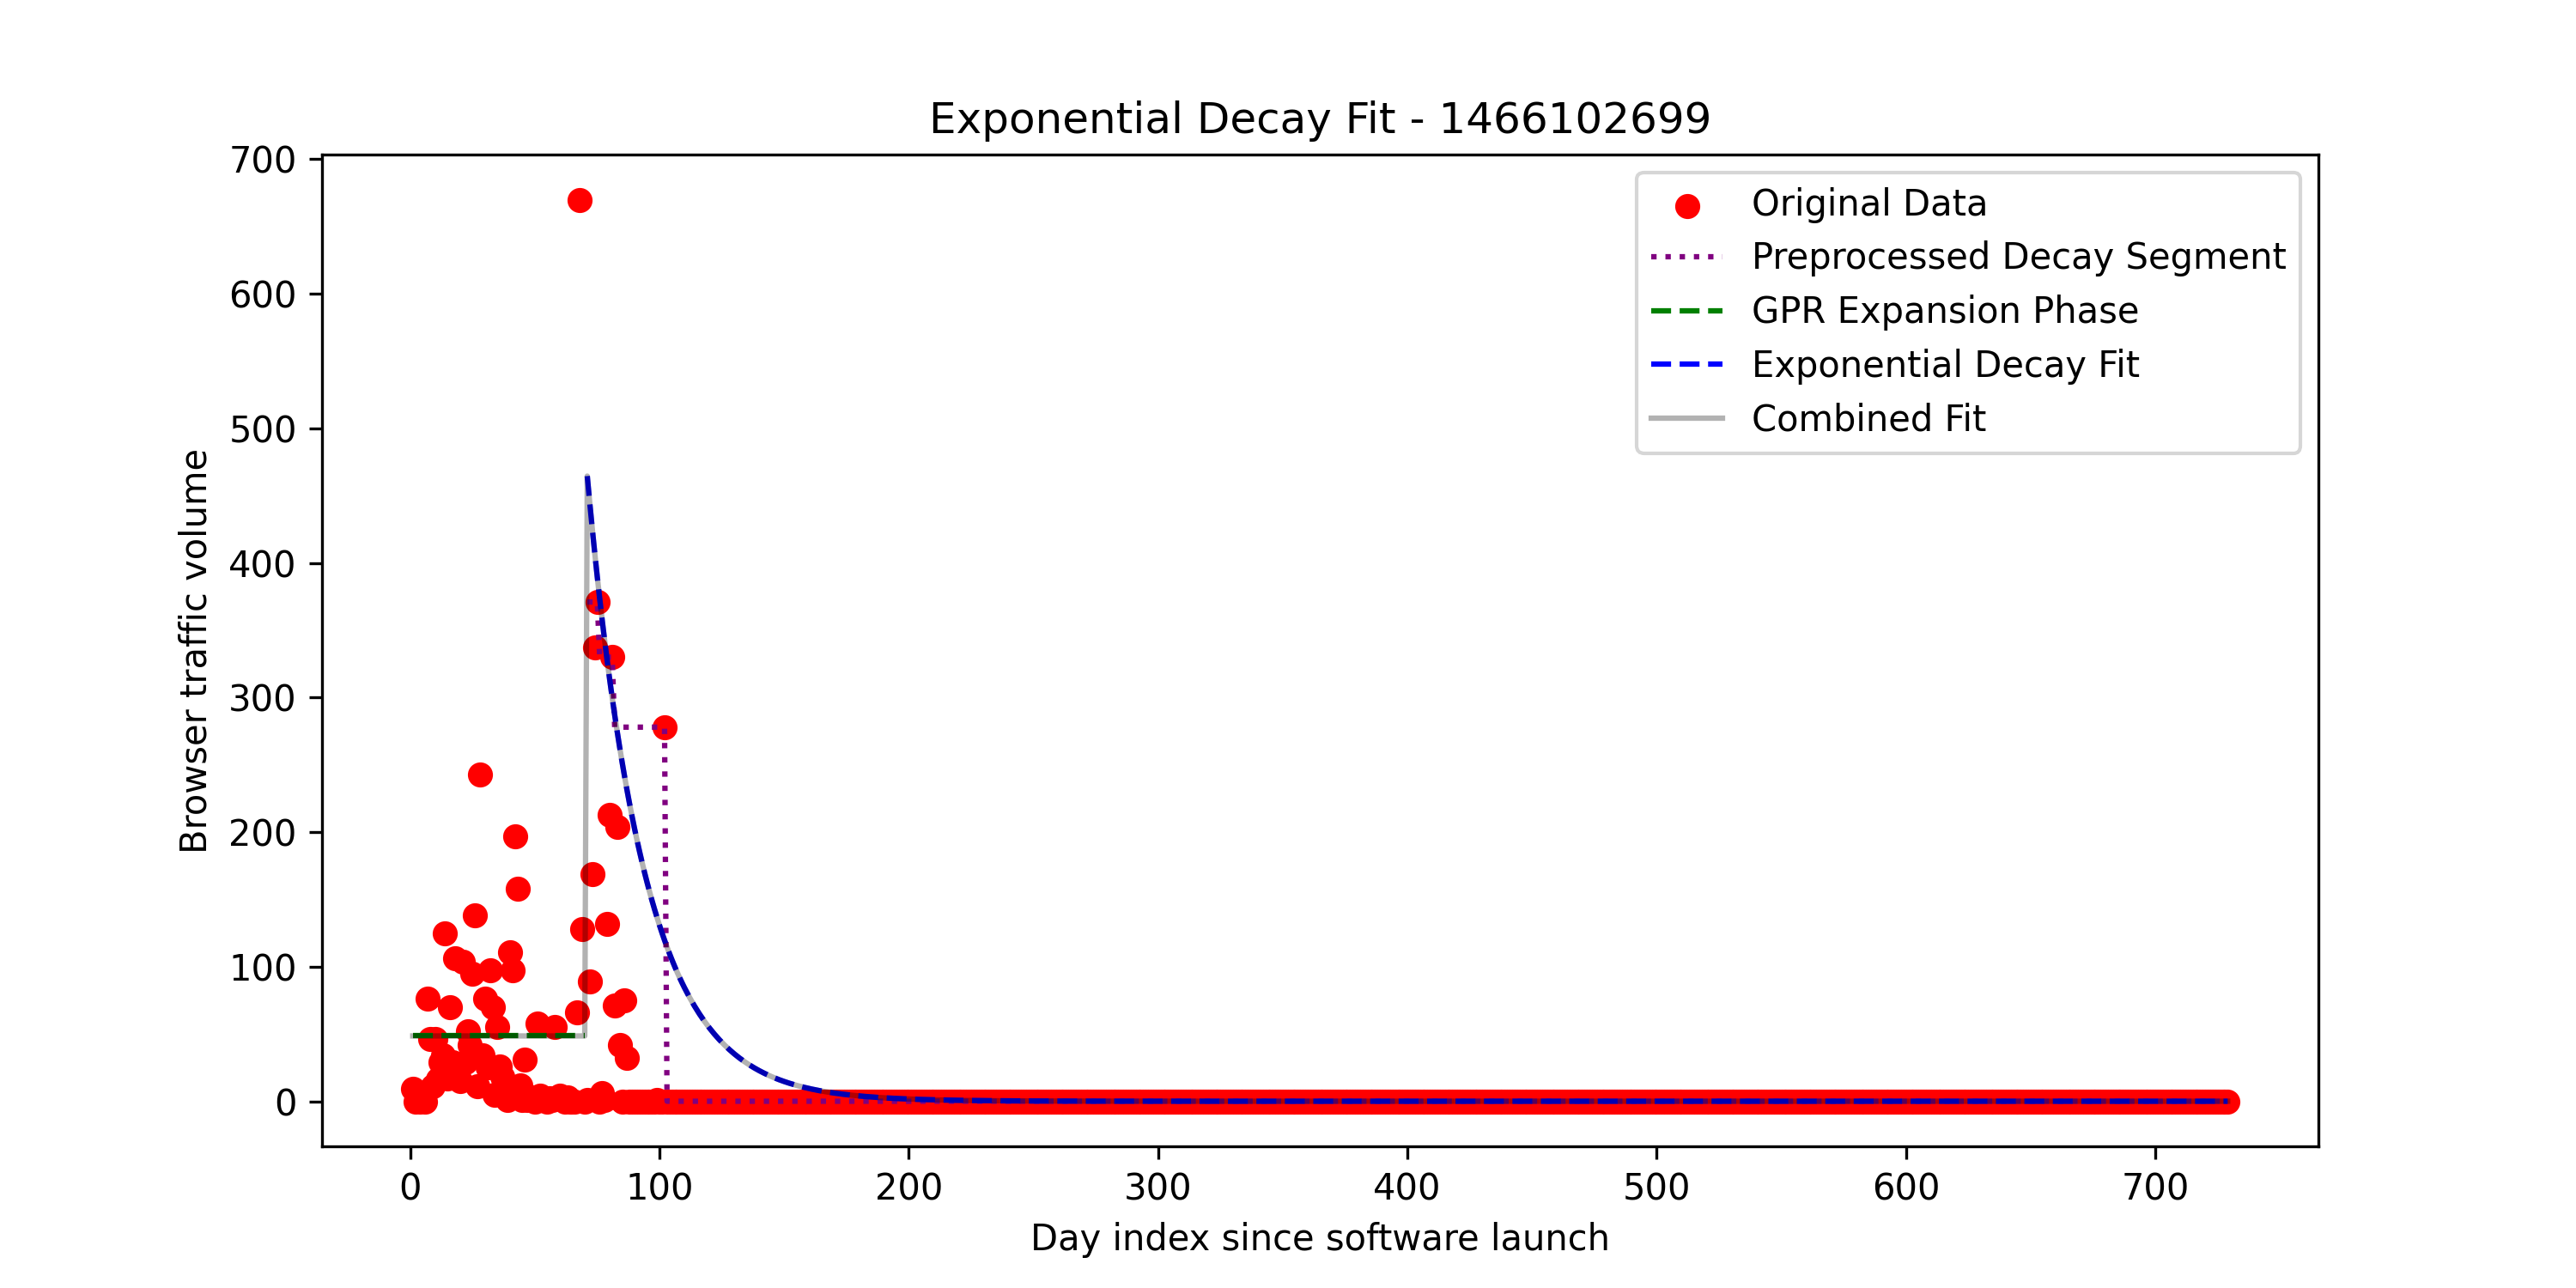 Exponential Decay Fit - 1466102699
700
600
500
400
300
200
100
0
Browser traffic volume
Original Data
Preprocessed Decay Segment
GPR Expansion Phase
Exponential Decay Fit
Combined Fit
0 100 200 300 400 500 600 700
Day index since software launch